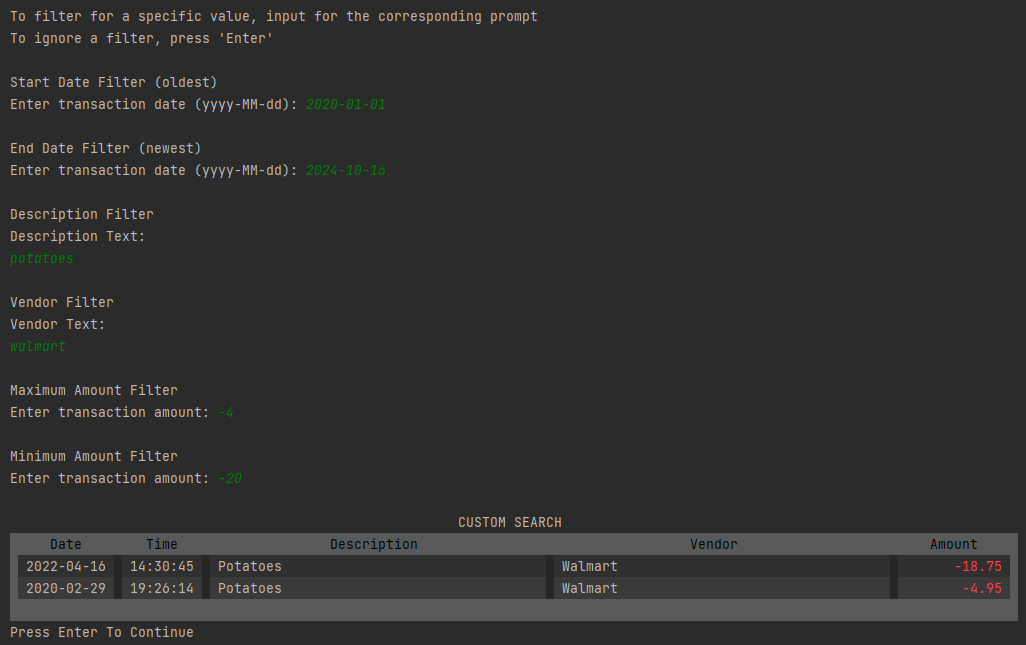 To filter for a specific value, input for the corresponding prompt
To ignore a filter, press 'Enter'
Start Date Filter (oldest)
Enter transaction date (yyyy-MM-dd): 2020-01-01
End Date Filter (newest)
Enter transaction date (yyyy-MM-dd): 2024-10-16
Description Filter
Description Text:
potatoes
Vendor Filter
Vendor Text:
walmart
Maximum Amount Filter
Enter transaction amount: -4
Minimum Amount Filter
Enter transaction amount: -20
CUSTOM SEARCH
Date Time Description Vendor Amount
2022-04-16 14:30:45 Potatoes Walmart -18.75
2020-02-29 19:26:14 Potatoes Walmart -4.95
Press Enter To Continue